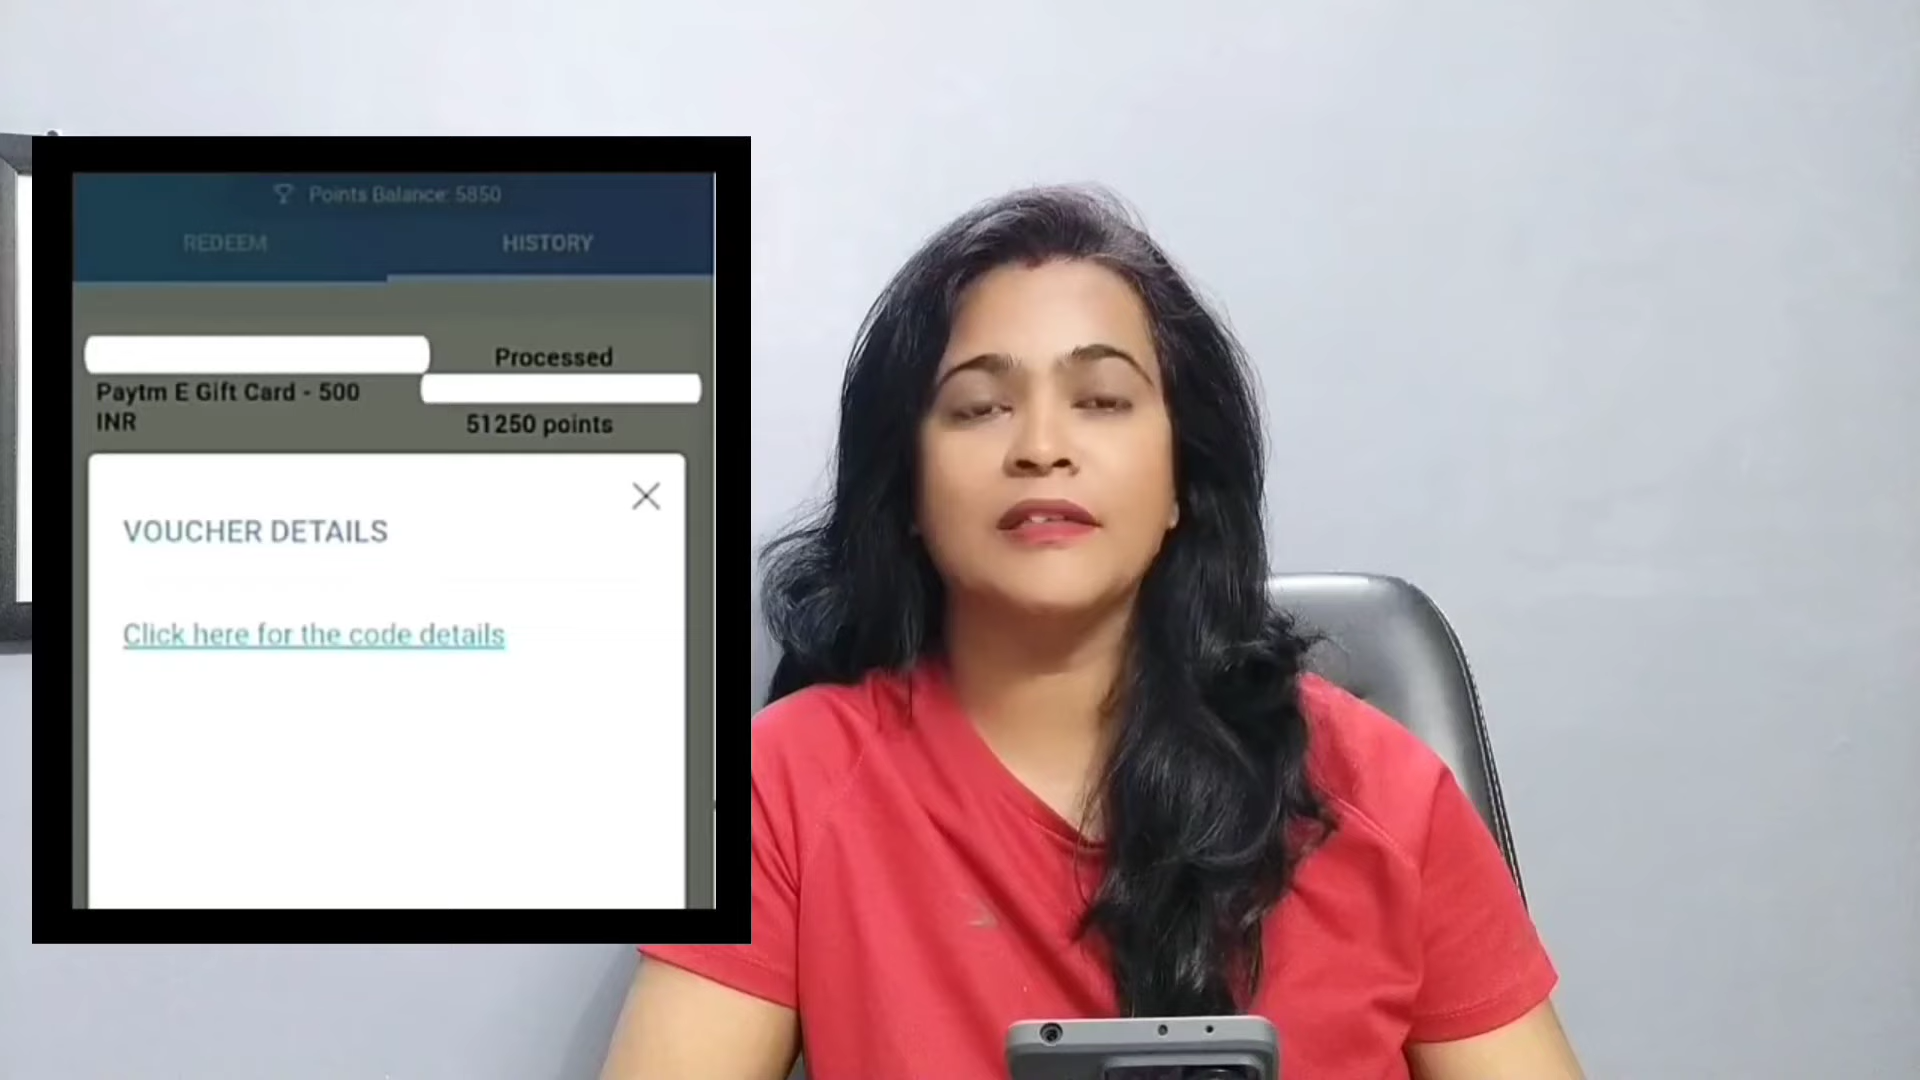 Points Balance: 5850
REDEEM
HISTORY
Processed
Paytm E Gift Card - 500
INR
51250 points
VOUCHER DETAILS
Click here for the code details